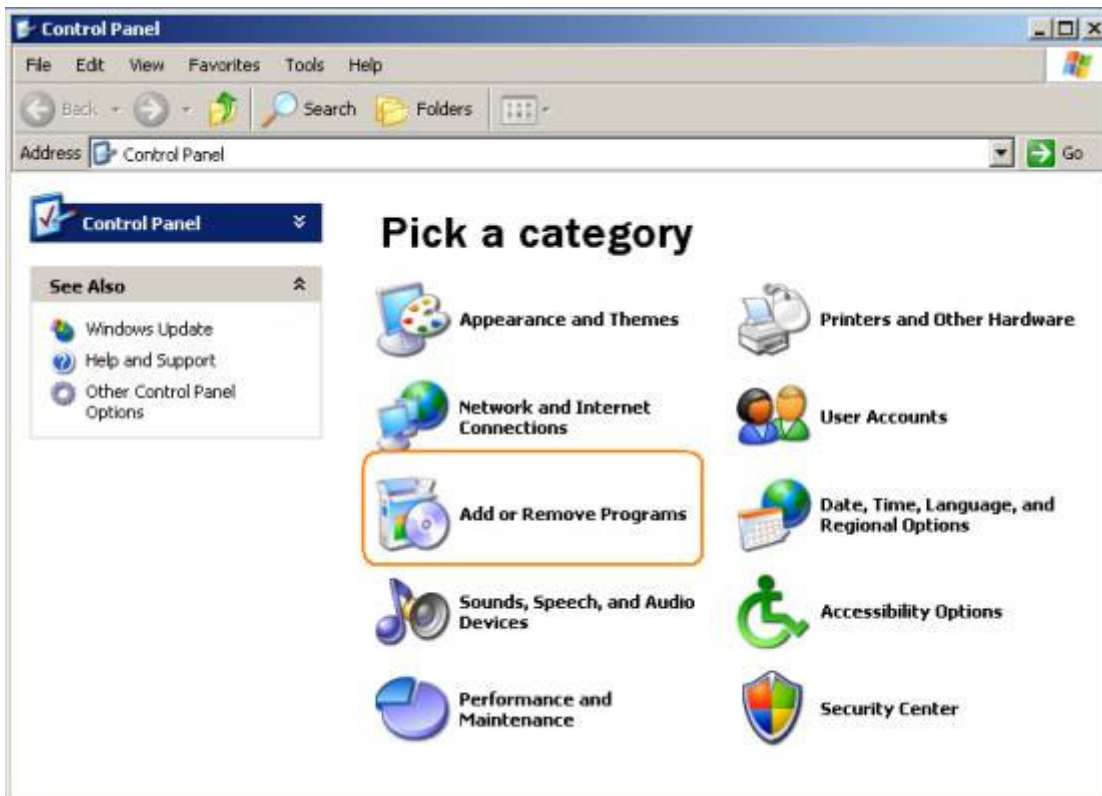 Control Panel
File Edit View Favorites Tools Help
Back Search Folders
Address Control Panel Go
Control Panel
See Also
Windows Update
Help and Support
Other Control Panel
Options
Pick a category
Appearance and Themes
Printers and Other Hardware
Network and Internet
Connections
User Accounts
Add or Remove Programs
Date, Time, Language, and
Regional Options
Sounds, Speech, and Audio
Devices
Accessibility Options
Performance and
Maintenance
Security Center